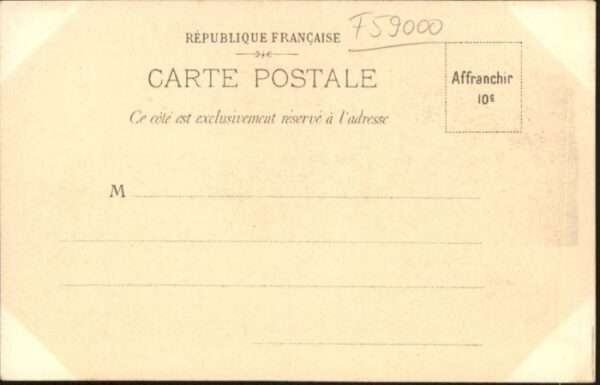 RÉPUBLIQUE FRANÇAISE
F59000
CARTE POSTALE
Affranchir
10c
Ce côté est exclusivement réservé à l'adresse
M